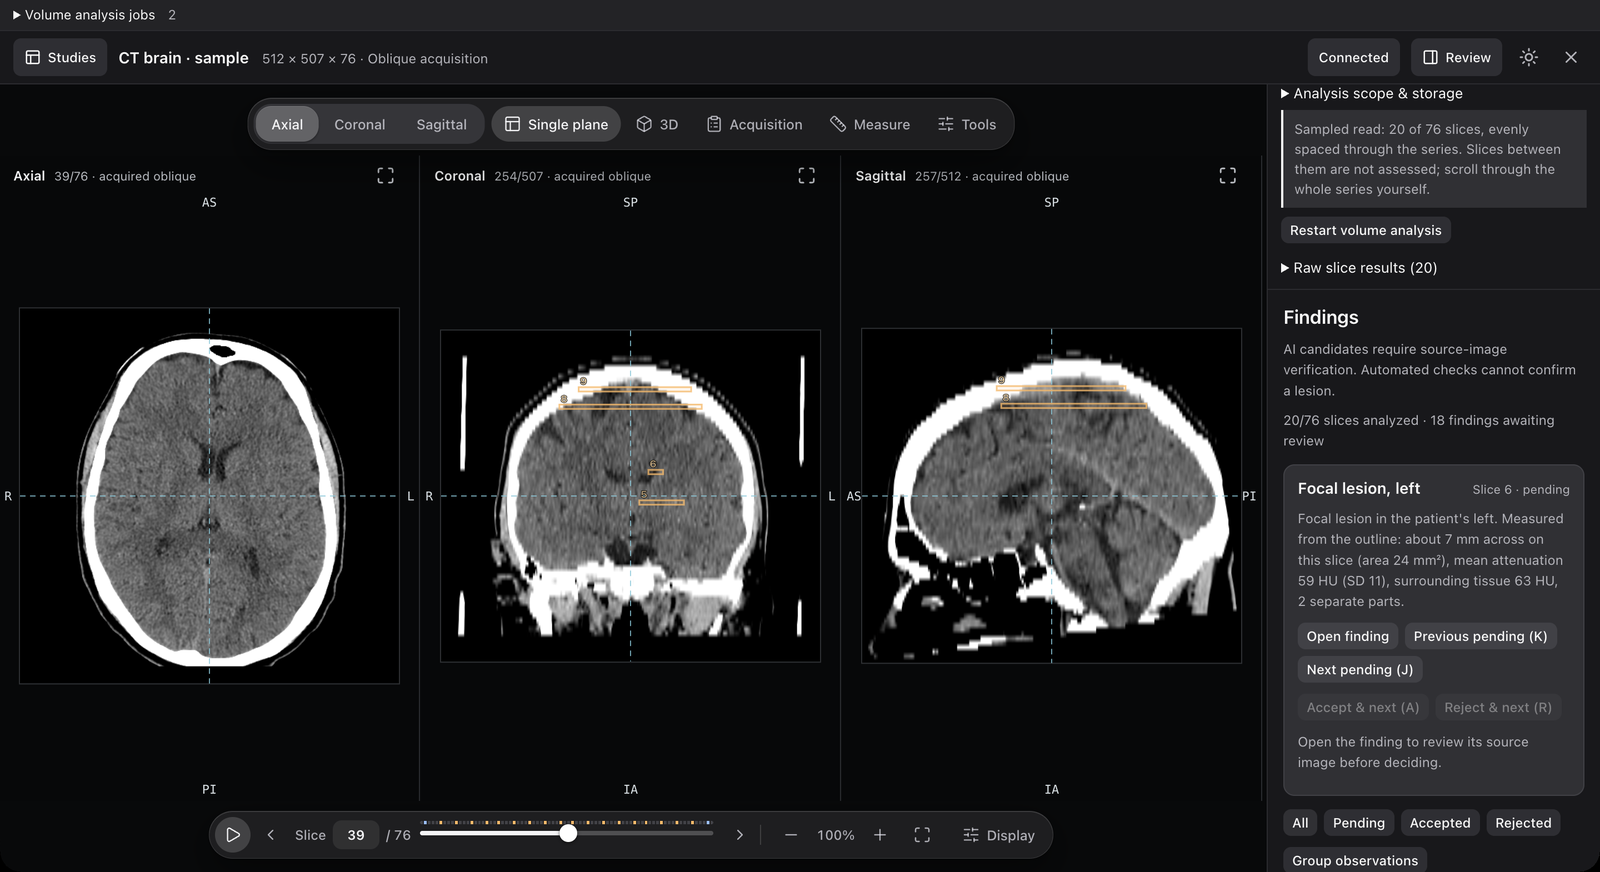 Volume analysis jobs 2
Studies
CT brain · sample
512 × 507 × 76 · Oblique acquisition
Connected
Review
Axial
Coronal
Sagittal
Single plane
3D
Acquisition
Measure
Tools
Axial 39/76 · acquired oblique
AS
R
L
PI
Coronal 254/507 · acquired oblique
SP
9
8
6
5
R
L
IA
Sagittal 257/512 · acquired oblique
SP
9
8
AS
PI
IA
Slice 39 / 76
100%
Display
Analysis scope & storage
Sampled read: 20 of 76 slices, evenly
spaced through the series. Slices between
them are not assessed; scroll through the
whole series yourself.
Restart volume analysis
Raw slice results (20)
Findings
AI candidates require source-image
verification. Automated checks cannot confirm
a lesion.
20/76 slices analyzed · 18 findings awaiting
review
Focal lesion, left
Slice 6 · pending
Focal lesion in the patient's left. Measured
from the outline: about 7 mm across on
this slice (area 24 mm²), mean attenuation
59 HU (SD 11), surrounding tissue 63 HU,
2 separate parts.
Open finding
Previous pending (K)
Next pending (J)
Accept & next (A)
Reject & next (R)
Open the finding to review its source
image before deciding.
All
Pending
Accepted
Rejected
Group observations